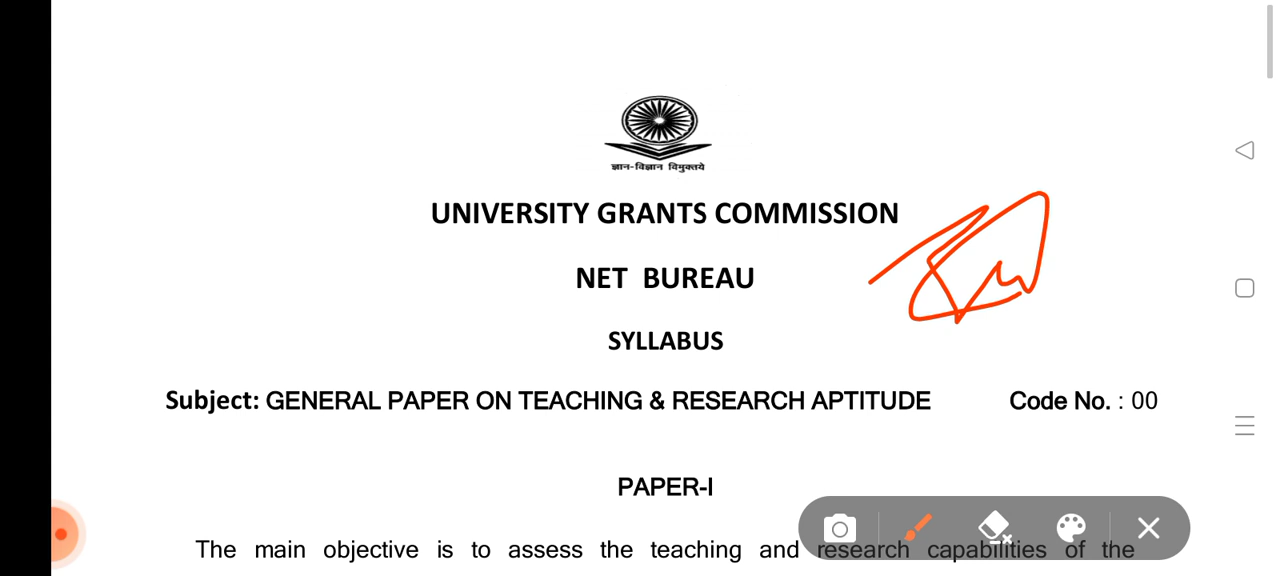 ज्ञान-विज्ञान विमुक्तये
UNIVERSITY GRANTS COMMISSION
NET BUREAU
SYLLABUS
Subject: GENERAL PAPER ON TEACHING & RESEARCH APTITUDE Code No. : 00
PAPER-I
The main objective is to assess the teaching and research capabilities of the